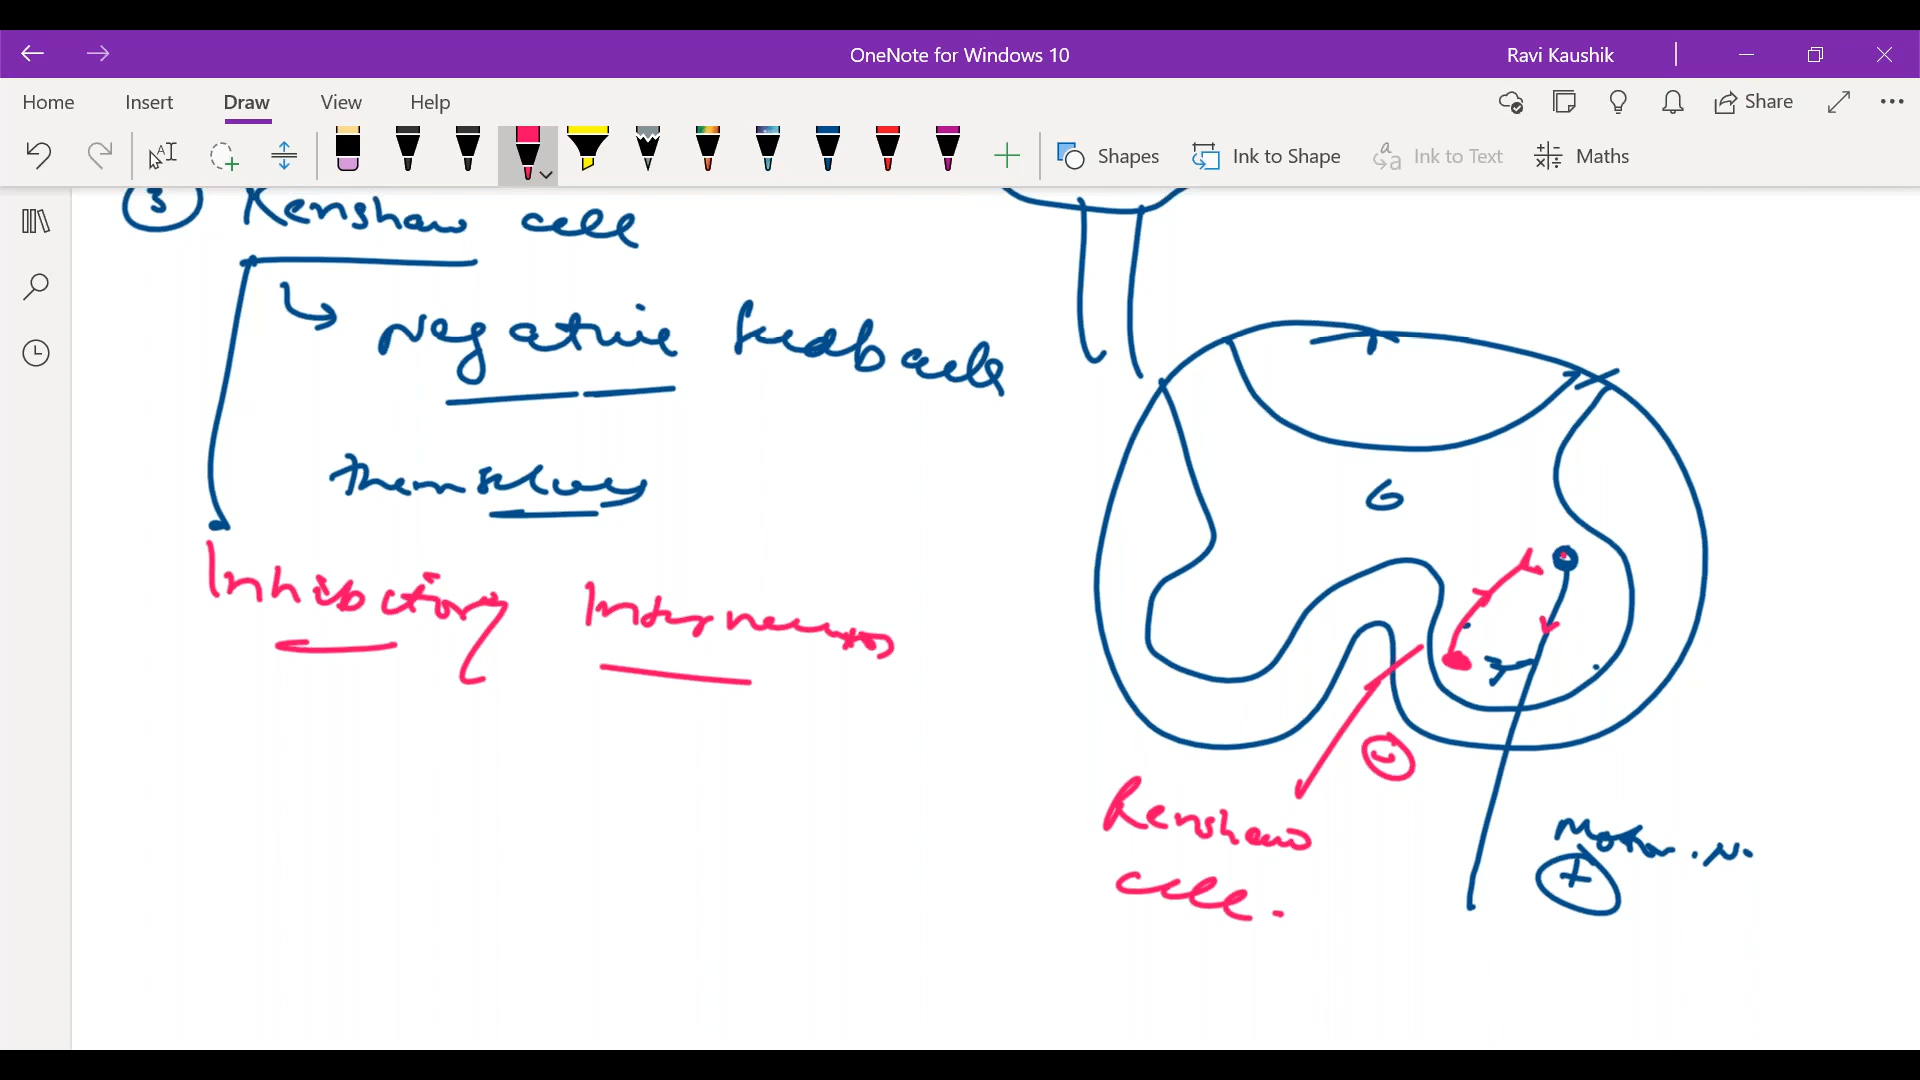 OneNote for Windows 10
Ravi Kaushik
Home Insert Draw View Help
Share
Shapes Ink to Shape Ink to Text Maths
3 Renshaw cell
Negative feedback
themselves
Inhibitory Interneurons
G
Renshaw
cell.
Motor. N.
+